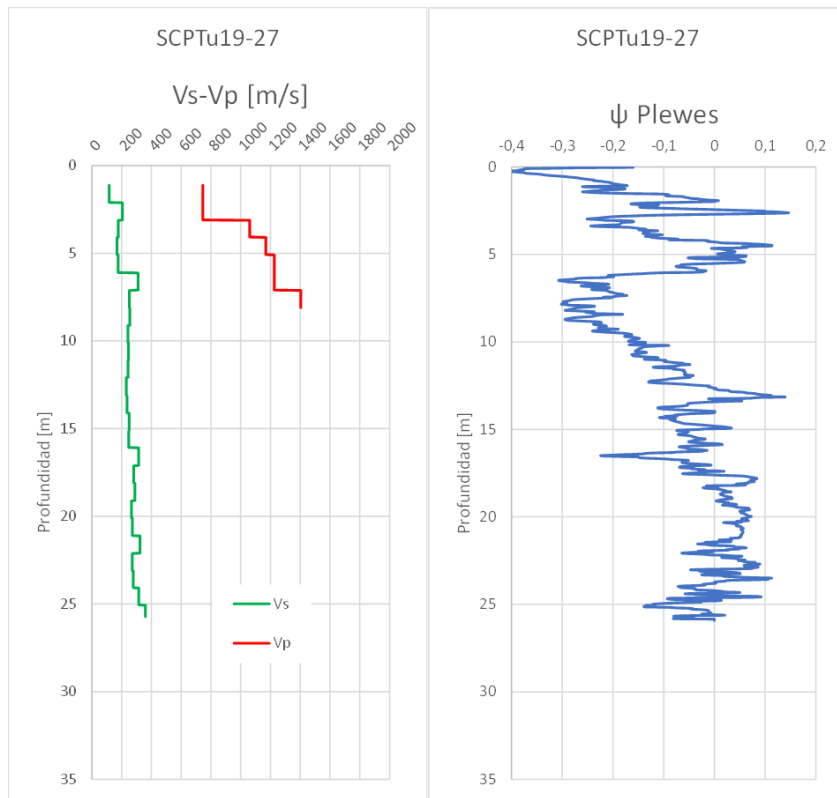 SCPTu19-27
Vs-Vp [m/s]
0 200 400 600 800 1000 1200 1400 1600 1800 2000
0
5
10
15
20
25
30
35
Profundidad [m]
Vs
Vp
SCPTu19-27
ψ Plewes
-0,4 -0,3 -0,2 -0,1 0 0,1 0,2
0
5
10
15
20
25
30
35
Profundidad [m]